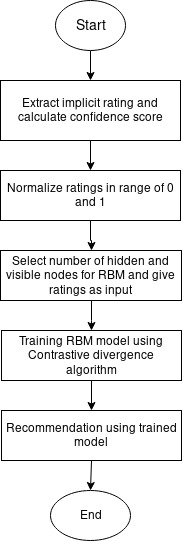 Start
Extract implicit rating and
calculate confidence score
Normalize ratings in range of 0
and 1
Select number of hidden and
visible nodes for RBM and give
ratings as input
Training RBM model using
Contrastive divergence
algorithm
Recommendation using trained
model
End